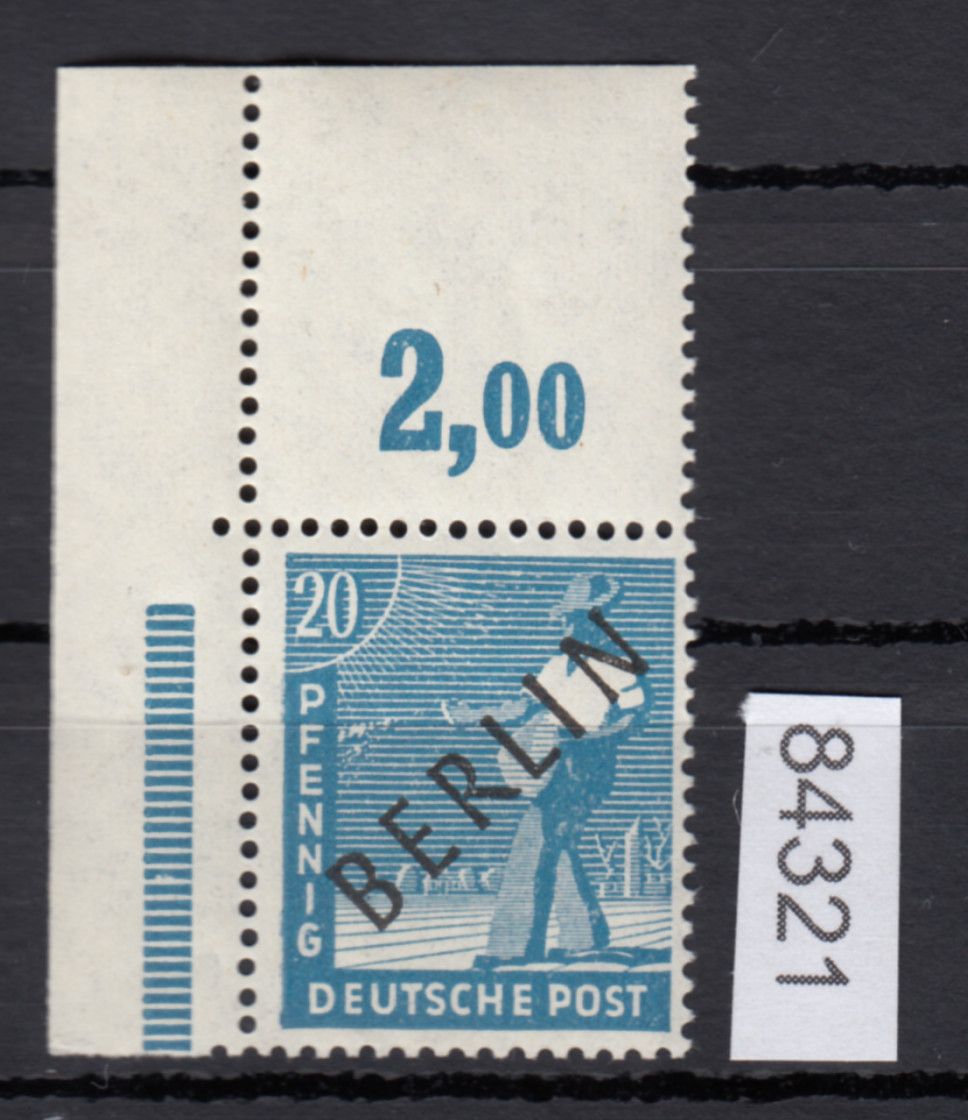 2,00
20
PFENNIG
BERLIN
DEUTSCHE POST
84321